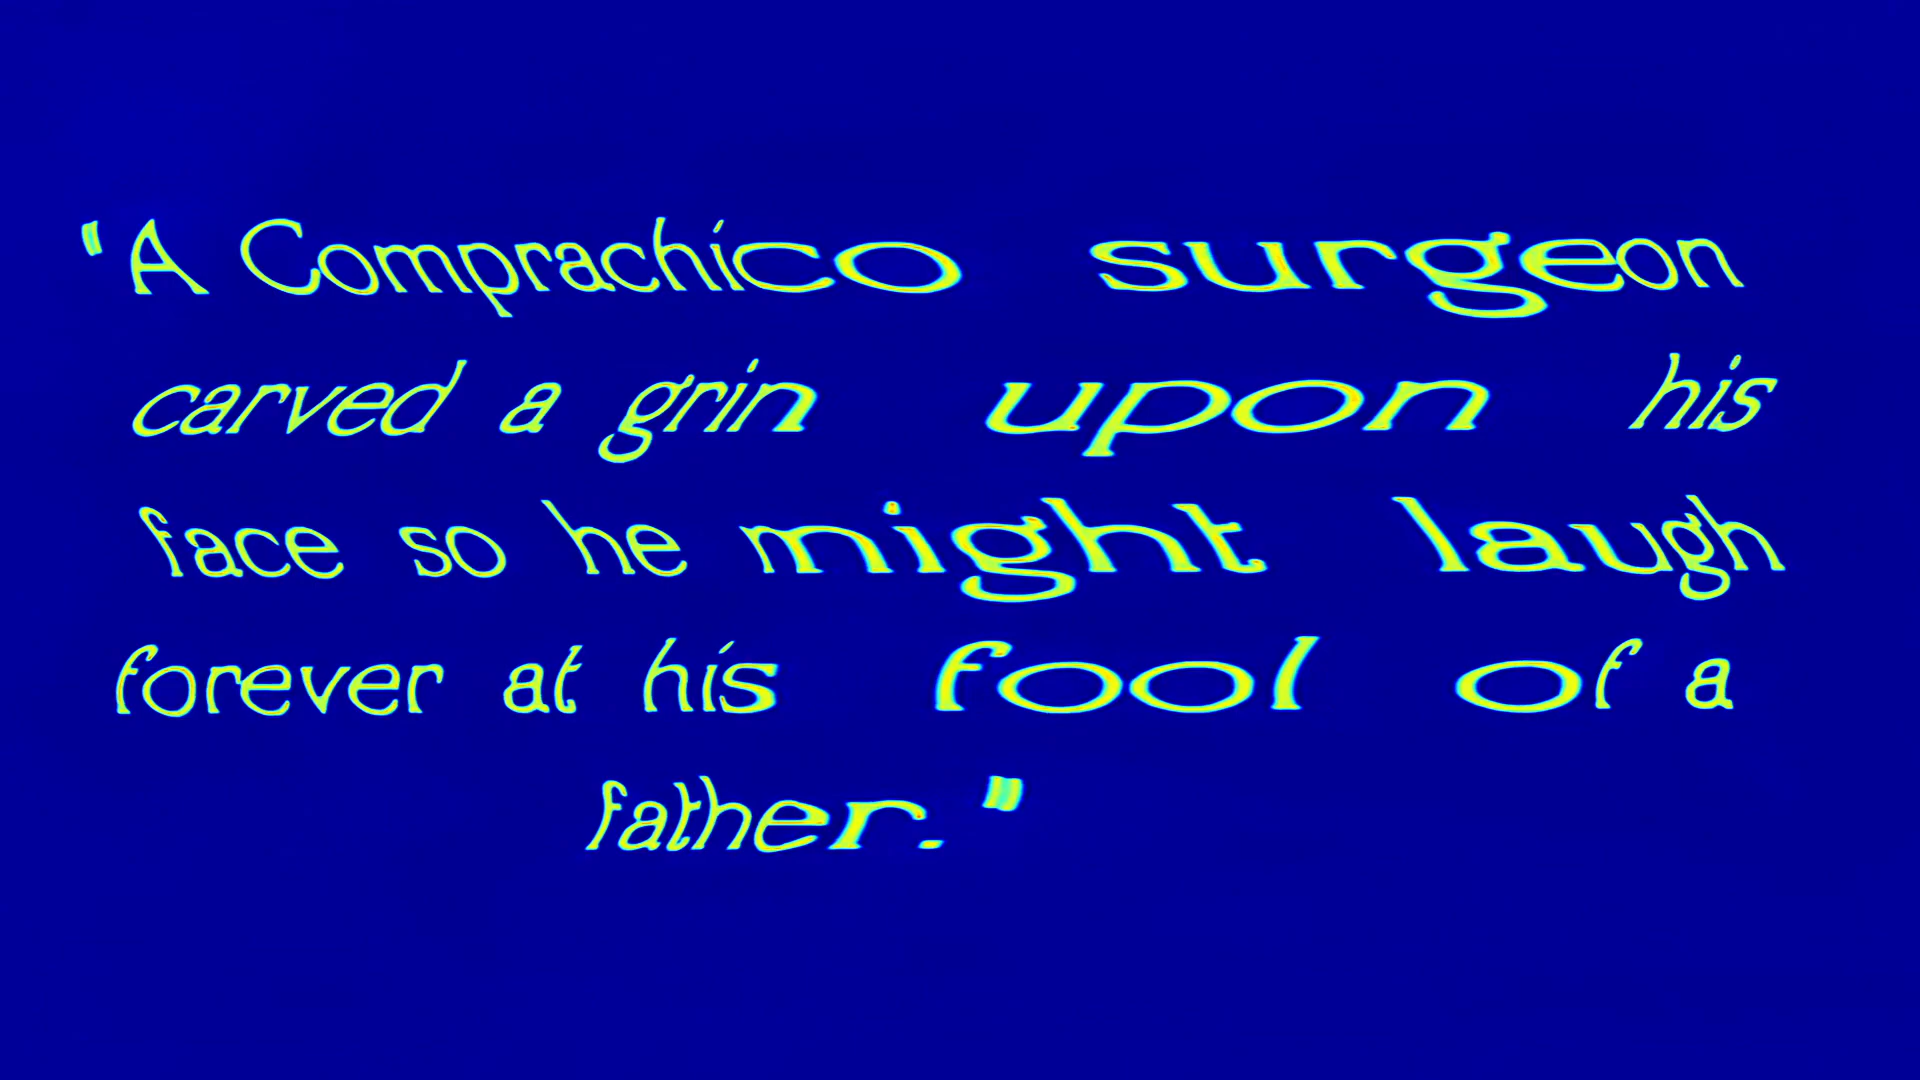 "A Comprachico surgeon
carved a grin upon his
face so he might laugh
forever at his fool of a
father."